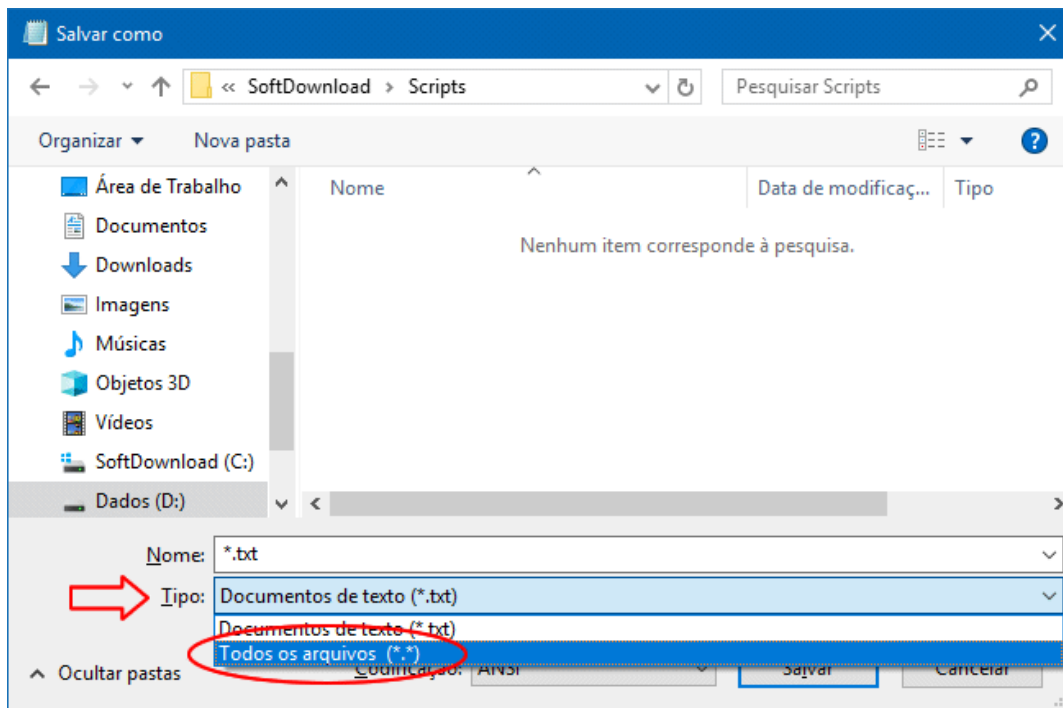 Salvar como
« SoftDownload › Scripts
Pesquisar Scripts
Organizar
Nova pasta
?
Área de Trabalho
Documentos
Downloads
Imagens
Músicas
Objetos 3D
Vídeos
SoftDownload (C:)
Dados (D:)
Nome
Data de modificaç...
Tipo
Nenhum item corresponde à pesquisa.
Nome: *.txt
Tipo: Documentos de texto (*.txt)
Documentos de texto (*.txt)
Todos os arquivos (*.*)
Ocultar pastas
Codificação: ANSI
Salvar
Cancelar